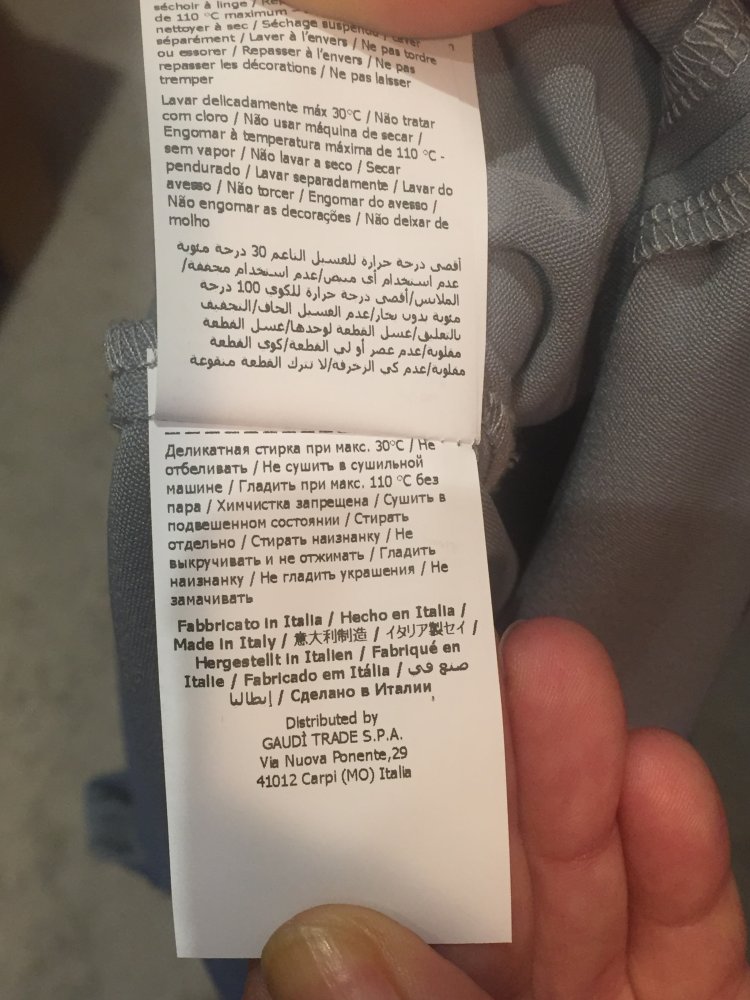 séchoir à linge /
de 110 °C maximum
nettoyer à sec / Séchage suspendu / Laver
séparément / Laver à l'envers / Ne pas tordre
ou essorer / Repasser à l'envers / Ne pas
repasser les décorations / Ne pas laisser
tremper
Lavar delicadamente máx 30°C / Não tratar
com cloro / Não usar máquina de secar /
Engomar à temperatura máxima de 110 °C -
sem vapor / Não lavar a seco / Secar
pendurado / Lavar separadamente / Lavar do
avesso / Não torcer / Engomar do avesso /
Não engomar as decorações / Não deixar de
molho
أقصى درجة حرارة للغسيل الناعم 30 درجة مئوية
عدم استخدام أى مبيض/عدم استخدام مجففة/
الملابس/أقصى درجة حرارة للكوى 100 درجة
مئوية بدون بخار/عدم الغسيل الجاف/التجفيف
بالتعليق/غسل القطعة لوحدها/غسل القطعة
مقلوبة/عدم عصر أو لي القطعة/كوى القطعة
مقلوبة/عدم كي الزخرفه/لا تترك القطعة منقوعة
Деликатная стирка при макс. 30°C / Не
отбеливать / Не сушить в сушильной
машине / Гладить при макс. 110 °C без
пара / Химчистка запрещена / Сушить в
подвешенном состоянии / Стирать
отдельно / Стирать наизнанку / Не
выкручивать и не отжимать / Гладить
наизнанку / Не гладить украшения / Не
замачивать
Fabbricato in Italia / Hecho en Italia /
Made in Italy / 意大利制造 / イタリア製セイ /
Hergestellt in Italien / Fabriqué en
Italie / Fabricado em Itália / صنع في
إيطاليا / Сделано в Италии
Distributed by
GAUDÌ TRADE S.P.A.
Via Nuova Ponente,29
41012 Carpi (MO) Italia